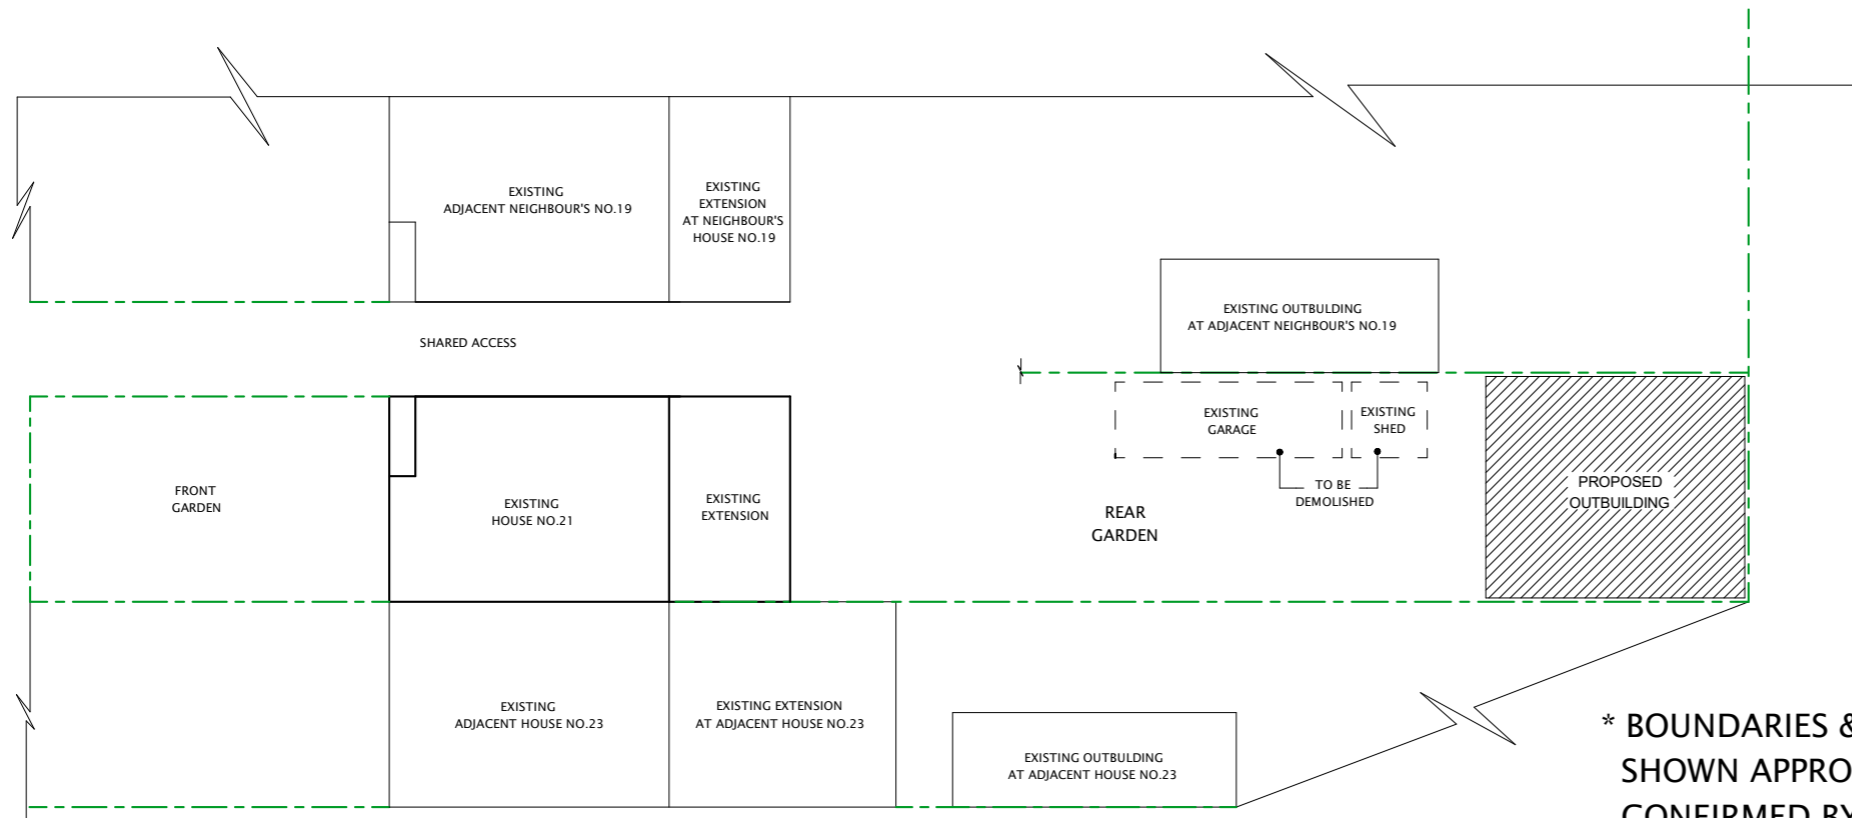 EXISTING
ADJACENT NEIGHBOUR'S NO.19
EXISTING
EXTENSION
AT NEIGHBOUR'S
HOUSE NO.19
EXISTING OUTBULDING
AT ADJACENT NEIGHBOUR'S NO.19
SHARED ACCESS
EXISTING
GARAGE
EXISTING
SHED
TO BE
DEMOLISHED
FRONT
GARDEN
EXISTING
HOUSE NO.21
EXISTING
EXTENSION
REAR
GARDEN
PROPOSED
OUTBUILDING
EXISTING
ADJACENT HOUSE NO.23
EXISTING EXTENSION
AT ADJACENT HOUSE NO.23
EXISTING OUTBULDING
AT ADJACENT HOUSE NO.23
* BOUNDARIES &
SHOWN APPRO
CONFIRMED BY